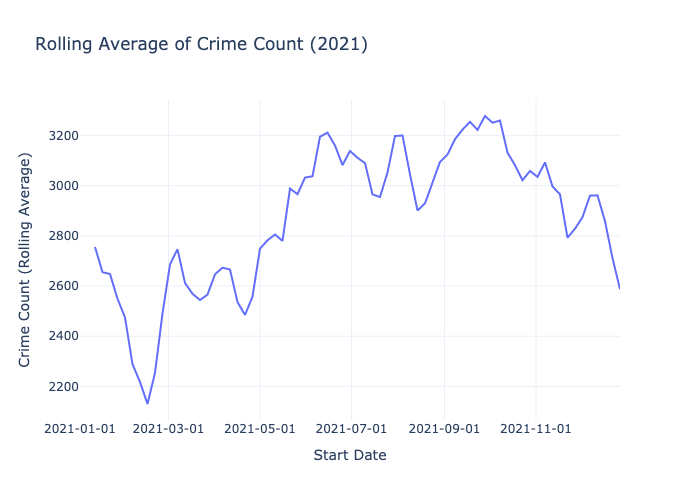 Rolling Average of Crime Count (2021)
Crime Count (Rolling Average)
3200
3000
2800
2600
2400
2200
2021-01-01 2021-03-01 2021-05-01 2021-07-01 2021-09-01 2021-11-01
Start Date